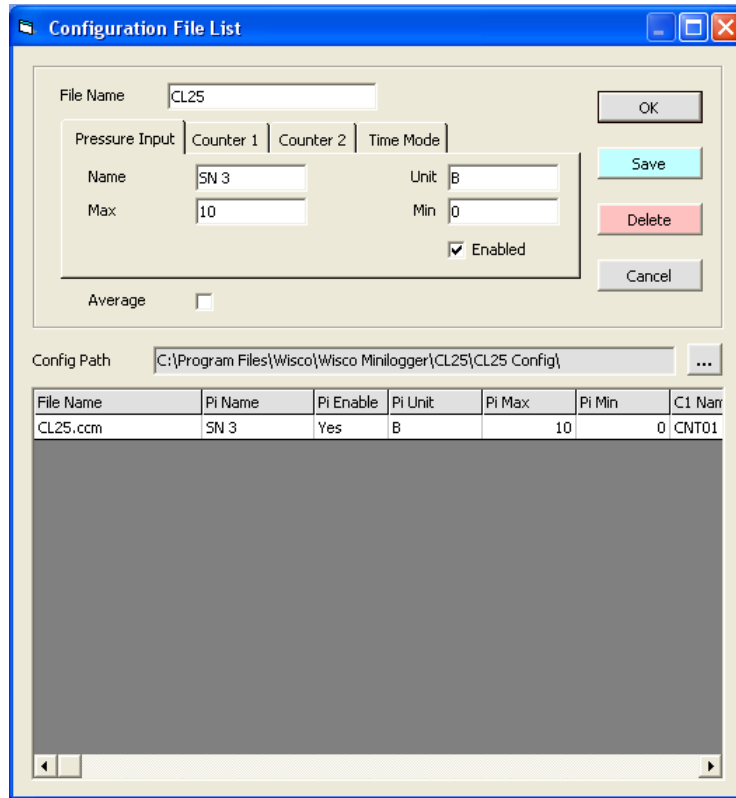 Configuration File List
File Name CL25
OK
Pressure Input Counter 1 Counter 2 Time Mode
Save
Name SN 3 Unit B
Max 10 Min 0
Delete
Enabled
Cancel
Average
Config Path C:\Program Files\Wisco\Wisco Minilogger\CL25\CL25 Config\ ...
File Name Pi Name Pi Enable Pi Unit Pi Max Pi Min C1 Nam
CL25.ccm SN 3 Yes B 10 0 CNT01